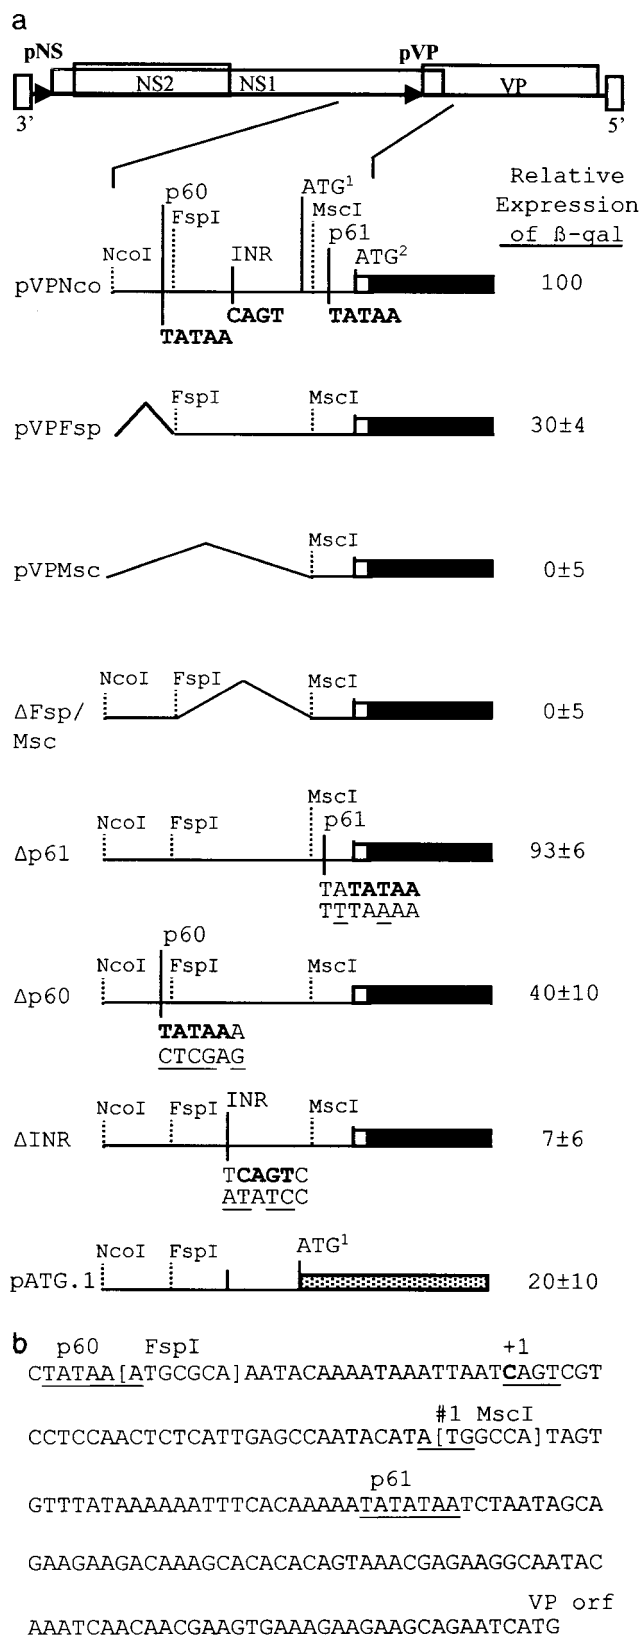 a
pNS pVP
NS2 NS1 VP
3' 5'
Relative
Expression
of ß-gal
p60 ATG¹
FspI MscI
NcoI INR p61 ATG²
pVPNco 100
CAGT TATAA
TATAA
FspI MscI
pVPFsp 30±4
MscI
pVPMsc 0±5
NcoI FspI MscI
ΔFsp/ 0±5
Msc
MscI
NcoI FspI p61
Δp61 93±6
TATATAA
TTTAAAA
p60
NcoI FspI MscI
Δp60 40±10
TATAAA
CTCGAG
INR
NcoI FspI MscI
ΔINR 7±6
TCAGTC
ATATCC
NcoI FspI ATG¹
pATG.1 20±10
b
p60 FspI +1
CTATAA[ATGCGCA]AATACAAAATAAATTAATCAGTCGT
#1 MscI
CCTCCAACTCTCATTGAGCCAATACATA[TGGCCA]TAGT
p61
GTTTATAAAAAATTTCACAAAAATATATAATCTAATAGCA
GAAGAAGACAAAGCACACACAGTAAACGAGAAGGCAATAC
VP orf
AAATCAACAACGAAGTGAAAGAAGAAGCAGAATCATG